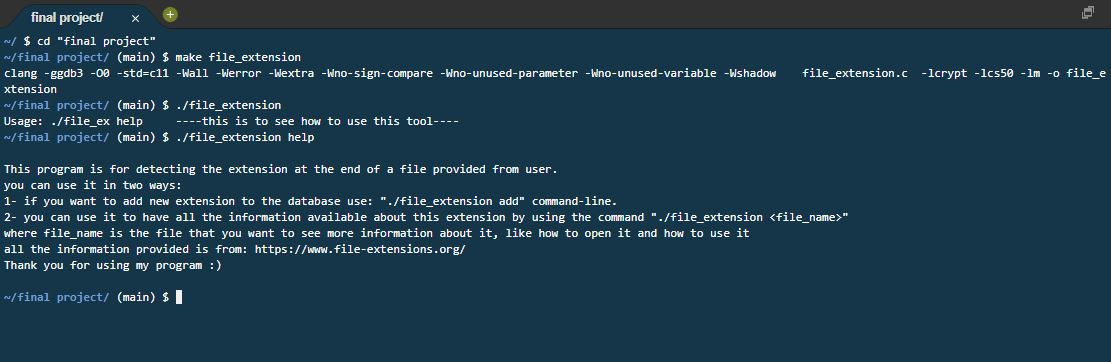 final project/
~/ $ cd "final project"
~/final project/ (main) $ make file_extension
clang -ggdb3 -O0 -std=c11 -Wall -Werror -Wextra -Wno-sign-compare -Wno-unused-parameter -Wno-unused-variable -Wshadow    file_extension.c  -lcrypt -lcs50 -lm -o file_e
xtension
~/final project/ (main) $ ./file_extension
Usage: ./file_ex help     ----this is to see how to use this tool----
~/final project/ (main) $ ./file_extension help
This program is for detecting the extension at the end of a file provided from user.
you can use it in two ways:
1- if you want to add new extension to the database use: "./file_extension add" command-line.
2- you can use it to have all the information available about this extension by using the command "./file_extension <file_name>"
where file_name is the file that you want to see more information about it, like how to open it and how to use it
all the information provided is from: https://www.file-extensions.org/
Thank you for using my program :)
~/final project/ (main) $